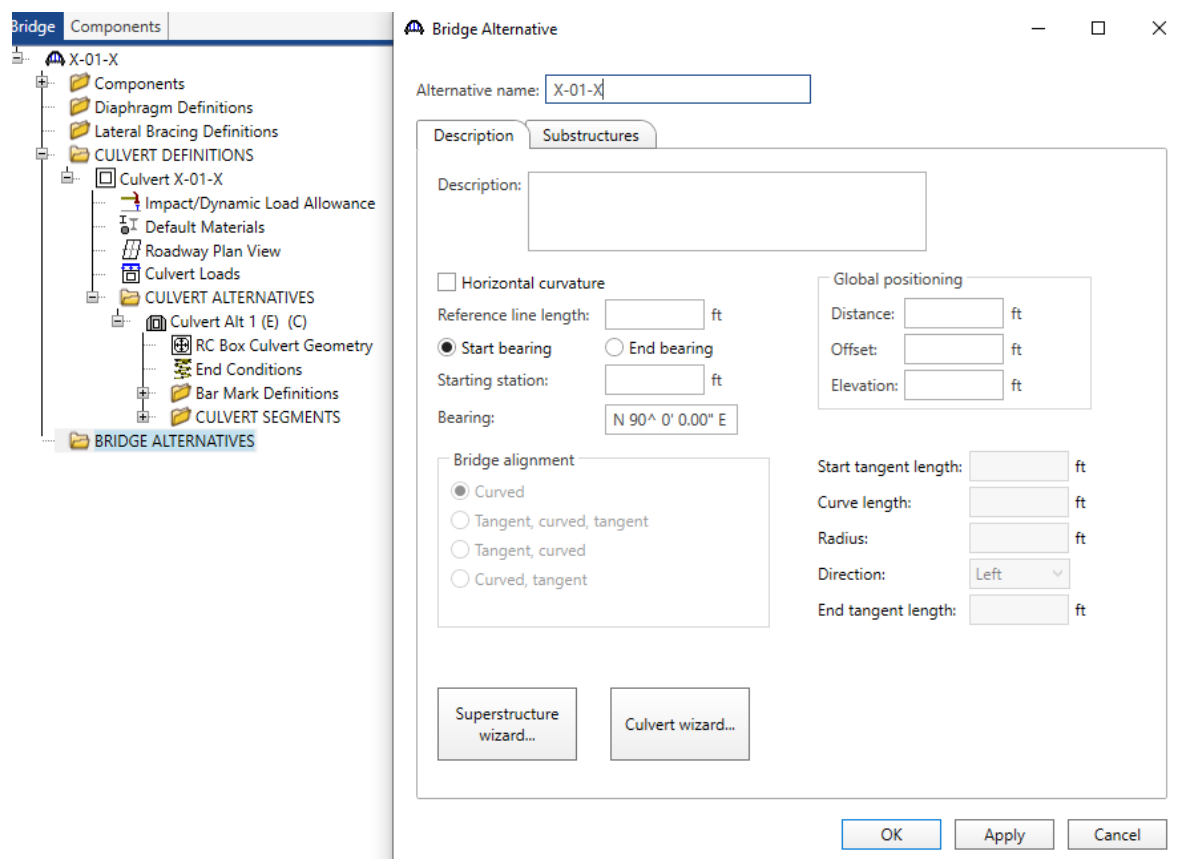 Bridge Components
X-01-X
Components
Diaphragm Definitions
Lateral Bracing Definitions
CULVERT DEFINITIONS
Culvert X-01-X
Impact/Dynamic Load Allowance
Default Materials
Roadway Plan View
Culvert Loads
CULVERT ALTERNATIVES
Culvert Alt 1 (E) (C)
RC Box Culvert Geometry
End Conditions
Bar Mark Definitions
CULVERT SEGMENTS
BRIDGE ALTERNATIVES
Bridge Alternative
Alternative name: X-01-X
Description Substructures
Description:
Horizontal curvature
Reference line length: ft
Start bearing End bearing
Starting station: ft
Bearing: N 90^ 0' 0.00" E
Global positioning
Distance: ft
Offset: ft
Elevation: ft
Bridge alignment
Curved
Tangent, curved, tangent
Tangent, curved
Curved, tangent
Start tangent length: ft
Curve length: ft
Radius: ft
Direction: Left
End tangent length: ft
Superstructure
wizard...
Culvert wizard...
OK Apply Cancel